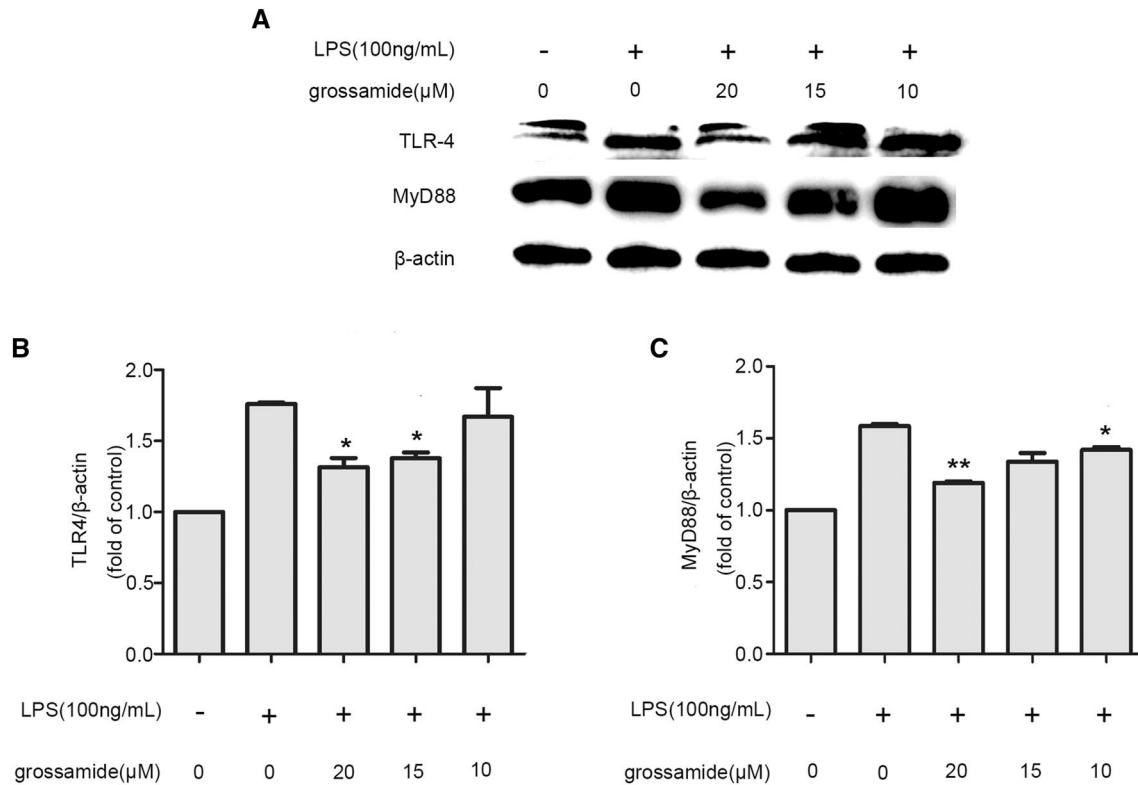 A
LPS(100ng/mL) - + + + +
grossamide(μM) 0 0 20 15 10
TLR-4
MyD88
β-actin
B
TLR4/β-actin
(fold of control)
2.0
1.5
1.0
0.5
0.0
* *
LPS(100ng/mL) - + + + +
grossamide(μM) 0 0 20 15 10
C
MyD88/β-actin
(fold of control)
2.0
1.5
1.0
0.5
0.0
** *
LPS(100ng/mL) - + + + +
grossamide(μM) 0 0 20 15 10